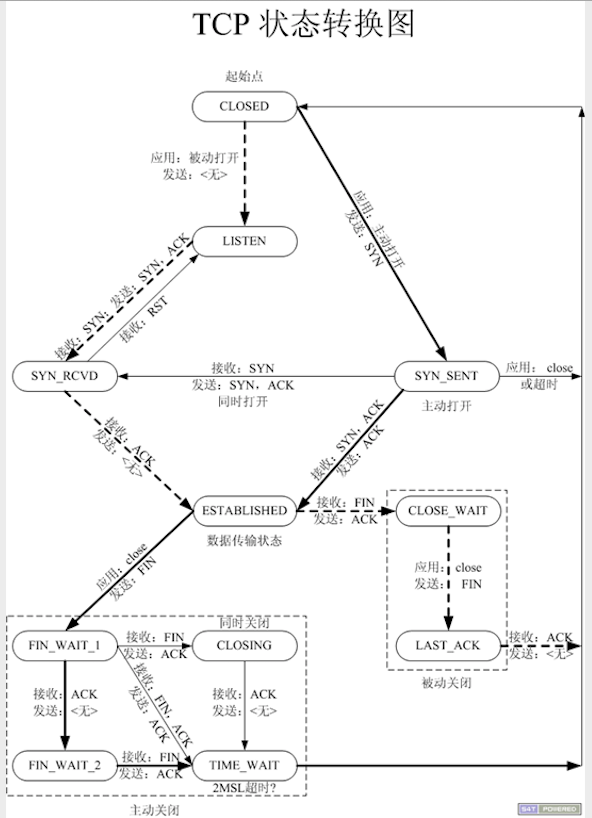 TCP 状态转换图
起始点
CLOSED
应用：被动打开
发送：<无>
应用：主动打开
发送：SYN
LISTEN
接收：SYN；发送：SYN，ACK
接收：RST
SYN_RCVD
接收：SYN
发送：SYN，ACK
同时打开
SYN_SENT
主动打开
应用： close
或超时
接收：ACK
发送：<无>
接收：SYN，ACK
发送：ACK
ESTABLISHED
数据传输状态
接收：FIN
发送：ACK
CLOSE_WAIT
应用： close
发送： FIN
应用：close
发送：FIN
LAST_ACK
接收：ACK
发送：<无>
被动关闭
同时关闭
FIN_WAIT_1
接收：FIN
发送：ACK
CLOSING
接收：ACK
发送：<无>
接收：FIN，ACK
发送：ACK
接收：ACK
发送：<无>
FIN_WAIT_2
接收：FIN
发送：ACK
TIME_WAIT
2MSL超时?
主动关闭
S4T POWERED